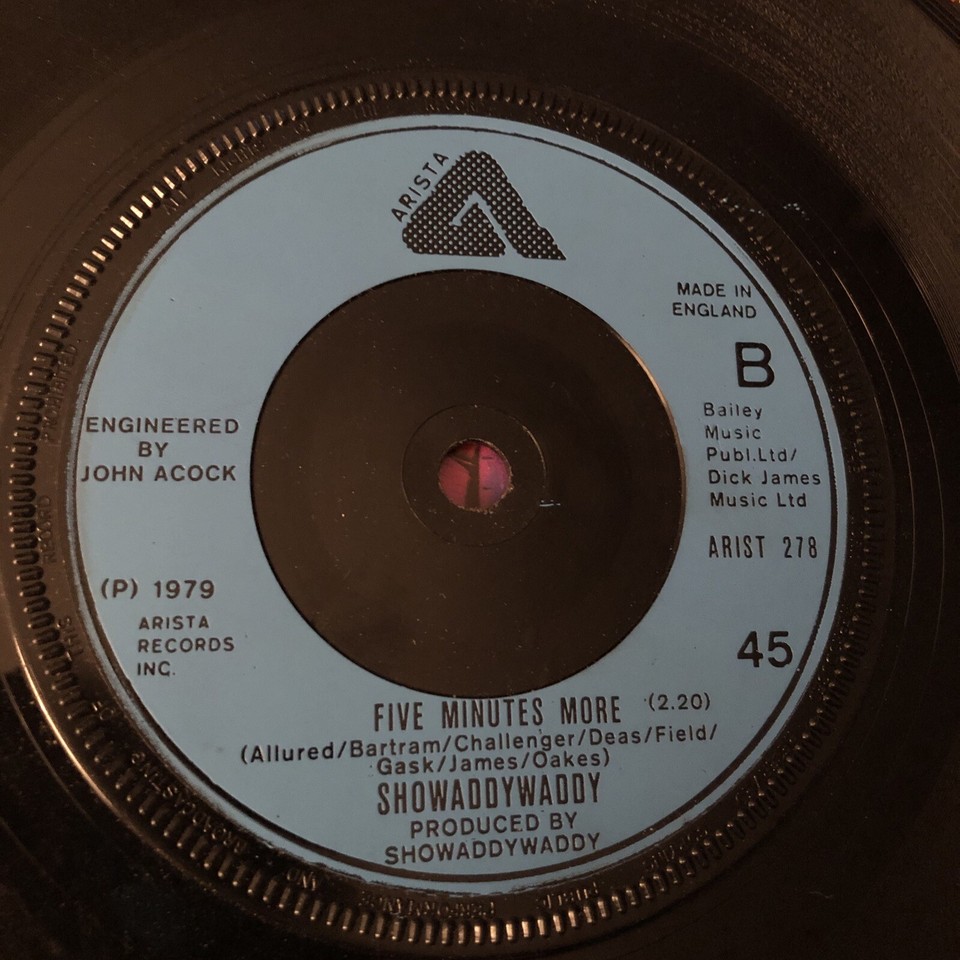 ARISTA
MADE IN
ENGLAND
B
Bailey
Music
Publ.Ltd/
Dick James
Music Ltd
ARIST 278
45
ENGINEERED
BY
JOHN ACOCK
(P) 1979
ARISTA
RECORDS
INC.
FIVE MINUTES MORE (2.20)
(Allured/Bartram/Challenger/Deas/Field/
Gask/James/Oakes)
SHOWADDYWADDY
PRODUCED BY
SHOWADDYWADDY